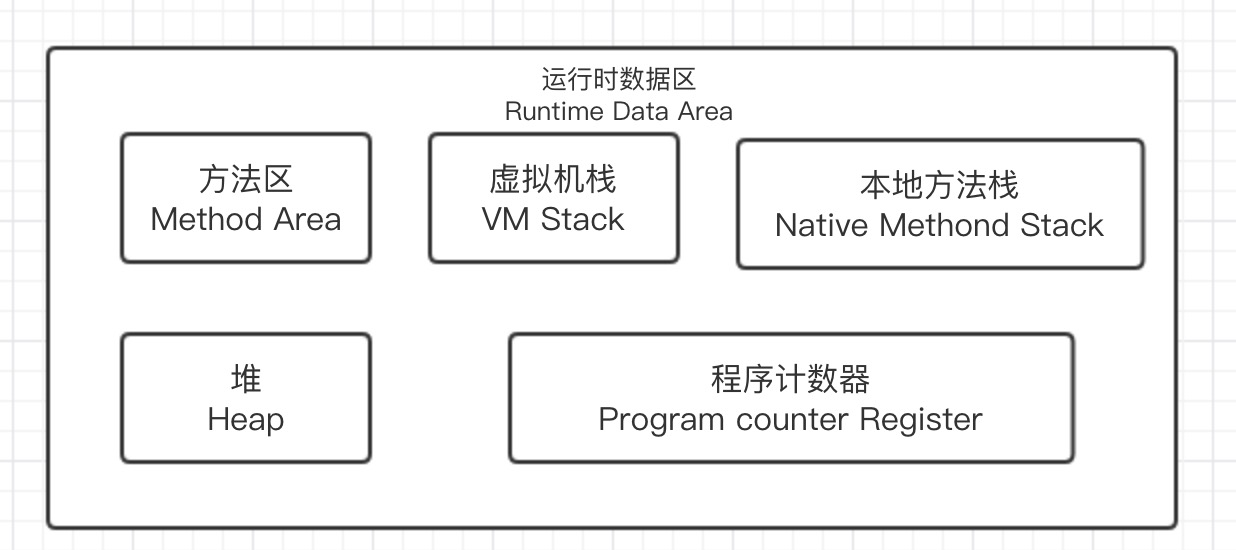 运行时数据区
Runtime Data Area
方法区
Method Area
虚拟机栈
VM Stack
本地方法栈
Native Methond Stack
堆
Heap
程序计数器
Program counter Register